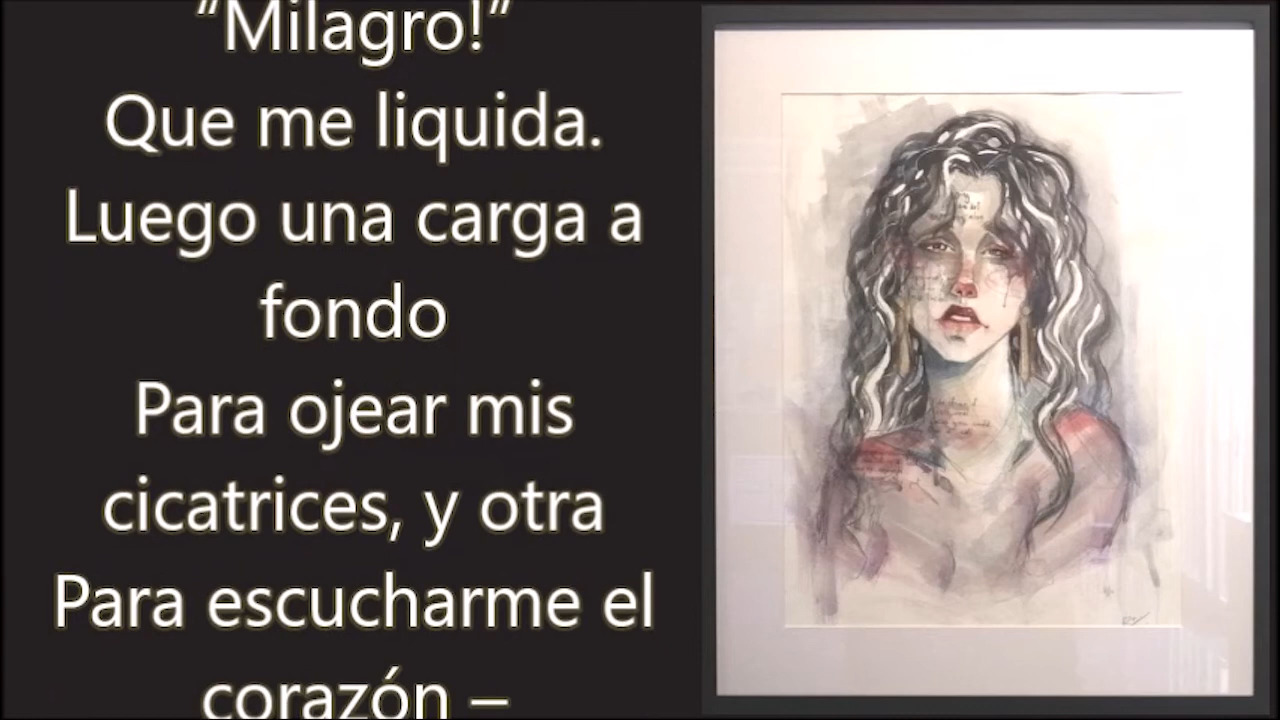 “Milagro!”
Que me liquida.
Luego una carga a
fondo
Para ojear mis
cicatrices, y otra
Para escucharme el
corazón –